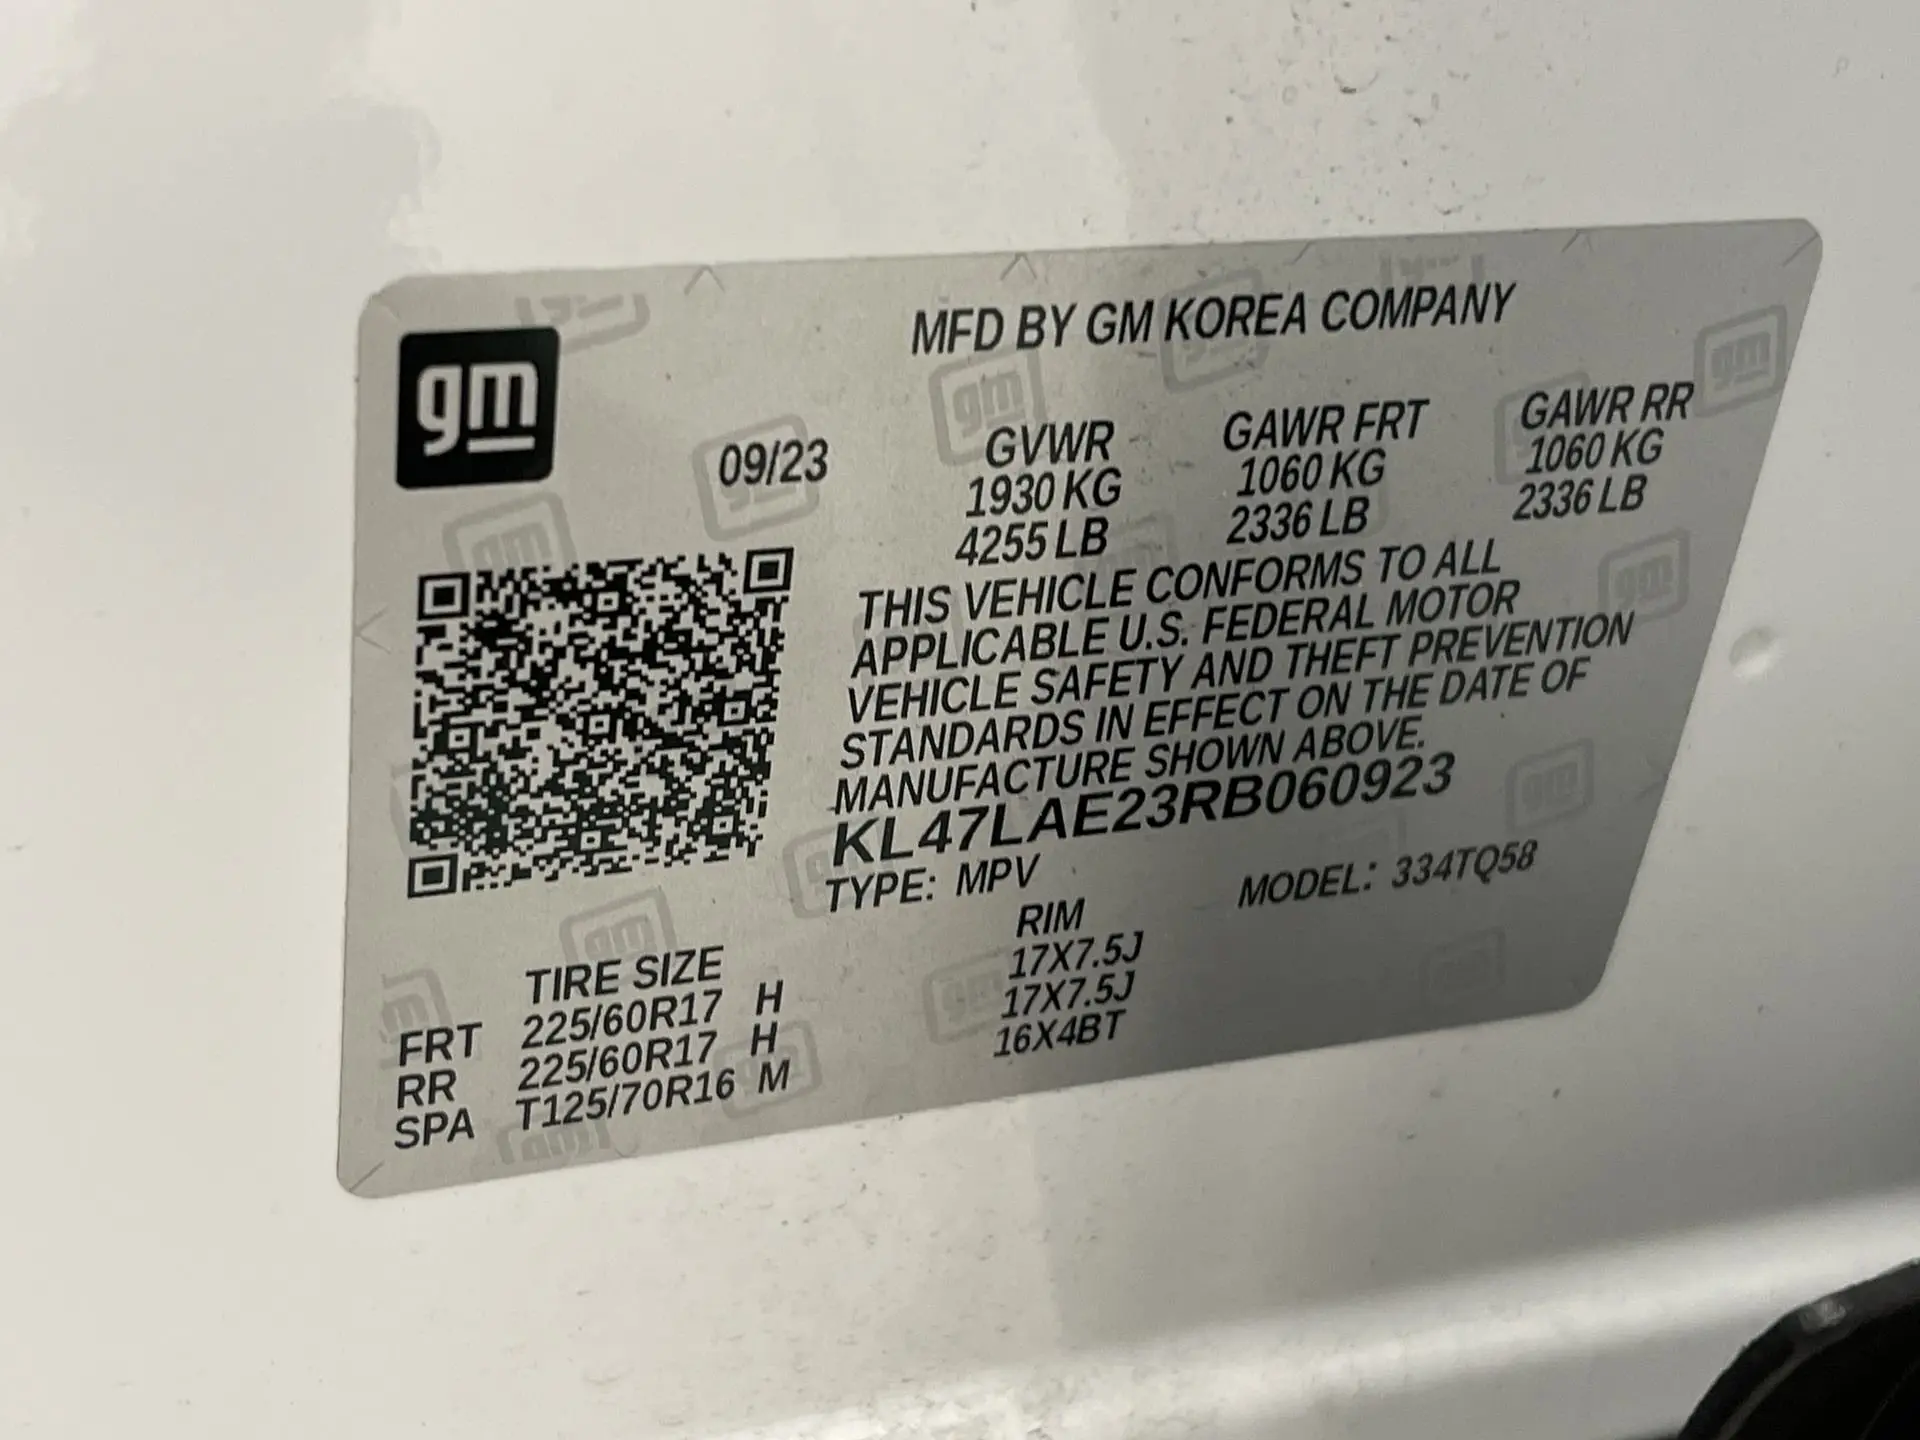 gm
MFD BY GM KOREA COMPANY
09/23
GVWR GAWR FRT GAWR RR
1930 KG 1060 KG 1060 KG
4255 LB 2336 LB 2336 LB
THIS VEHICLE CONFORMS TO ALL
APPLICABLE U.S. FEDERAL MOTOR
VEHICLE SAFETY AND THEFT PREVENTION
STANDARDS IN EFFECT ON THE DATE OF
MANUFACTURE SHOWN ABOVE.
KL47LAE23RB060923
TYPE: MPV MODEL: 334TQ58
TIRE SIZE RIM
FRT 225/60R17 H 17X7.5J
RR 225/60R17 H 17X7.5J
SPA T125/70R16 M 16X4BT